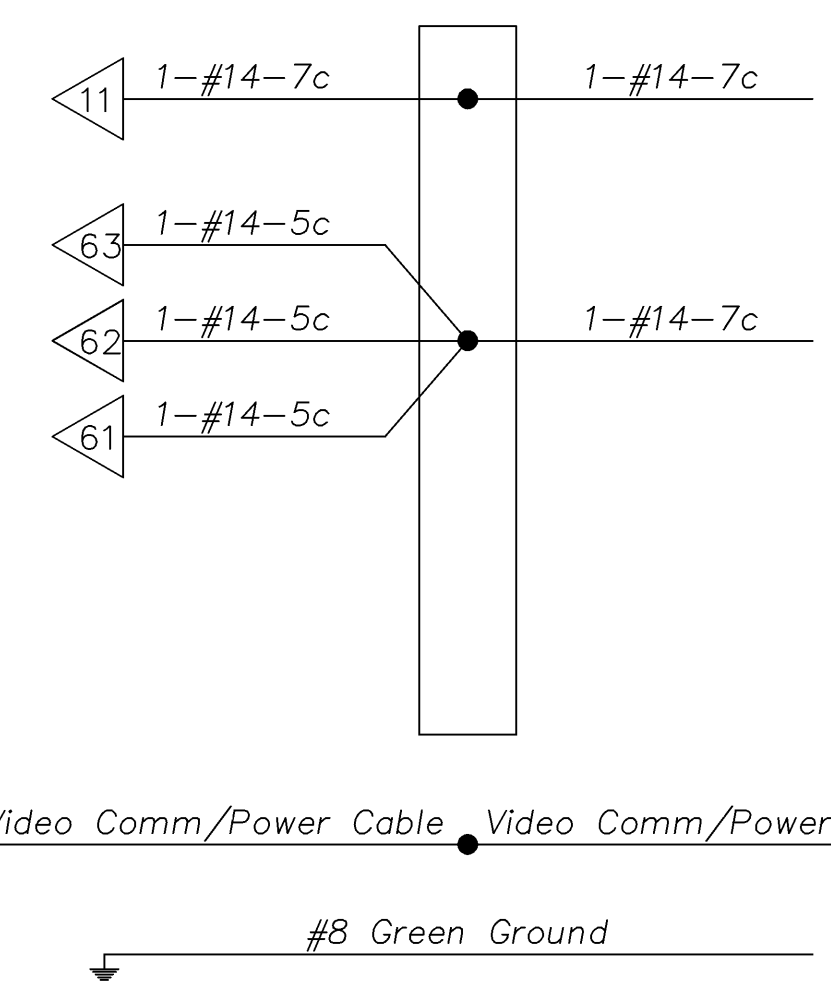 1-#14-7c 1-#14-7c
11
1-#14-5c
63
1-#14-5c 1-#14-7c
62
1-#14-5c
61
Video Comm/Power Cable Video Comm/Power
#8 Green Ground